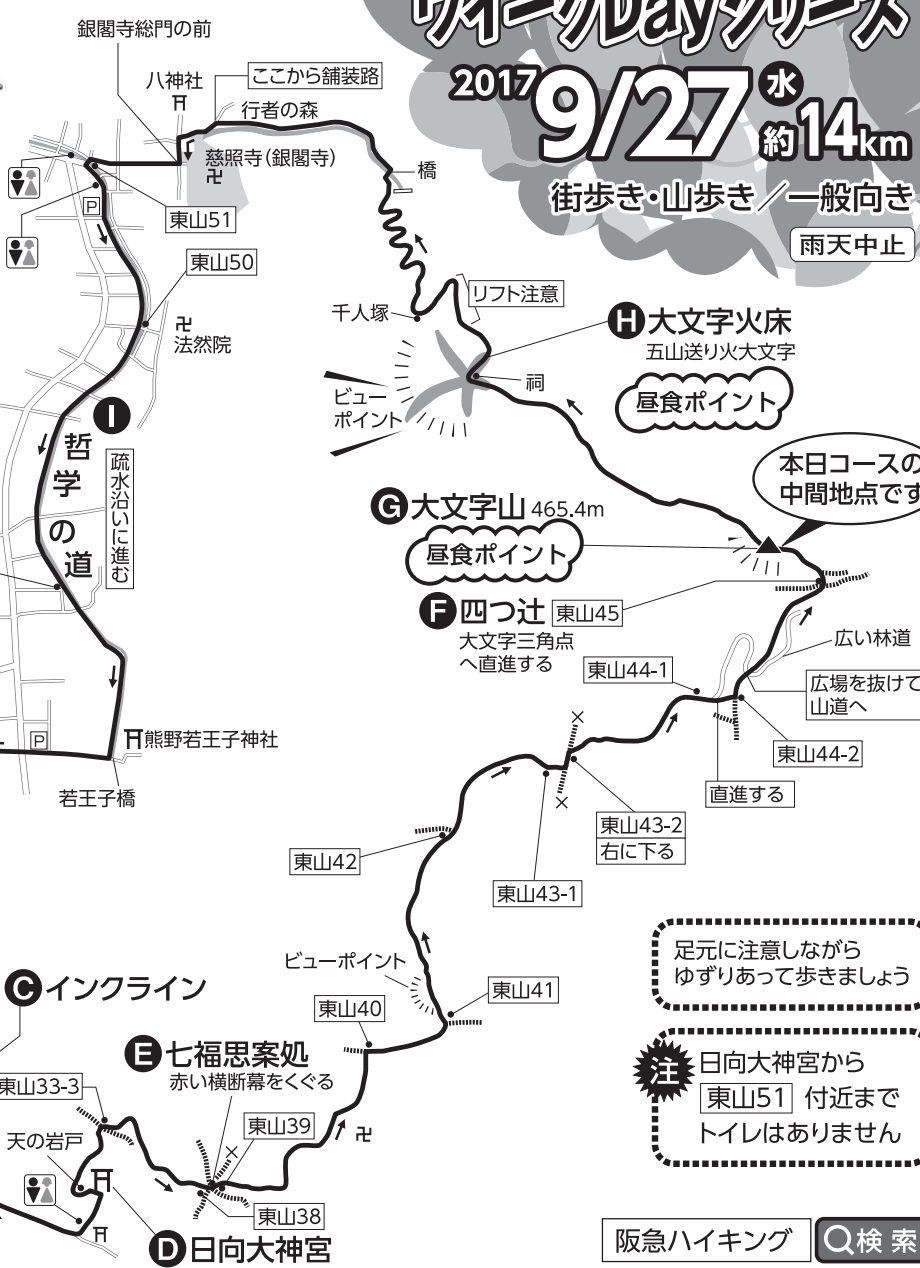 ウィークDayシリーズ
2017 9/27 水
約14km
街歩き・山歩き／一般向き
雨天中止
銀閣寺総門の前
八神社
ここから舗装路
行者の森
慈照寺(銀閣寺)
橋
P
東山51
東山50
法然院
リフト注意
千人塚
H 大文字火床
五山送り火大文字
昼食ポイント
祠
ビュー
ポイント
I
哲学の道
疏水沿いに進む
本日コースの
中間地点です
G 大文字山 465.4m
昼食ポイント
F 四つ辻 東山45
大文字三角点
へ直進する
広い林道
東山44-1
広場を抜けて
山道へ
東山44-2
直進する
P
熊野若王子神社
若王子橋
東山43-2
右に下る
東山42
東山43-1
足元に注意しながら
ゆずりあって歩きましょう
ビューポイント
C インクライン
東山41
東山40
E 七福思案処
赤い横断幕をくぐる
注 日向大神宮から
東山51 付近まで
トイレはありません
東山33-3
東山39
天の岩戸
東山38
D 日向大神宮
阪急ハイキング 検索